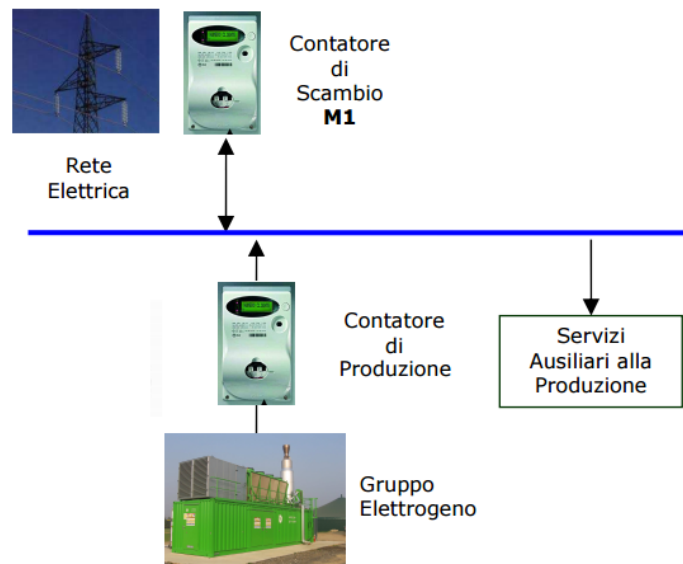 Contatore
di
Scambio
M1
Rete
Elettrica
Contatore
di
Produzione
Servizi
Ausiliari alla
Produzione
Gruppo
Elettrogeno